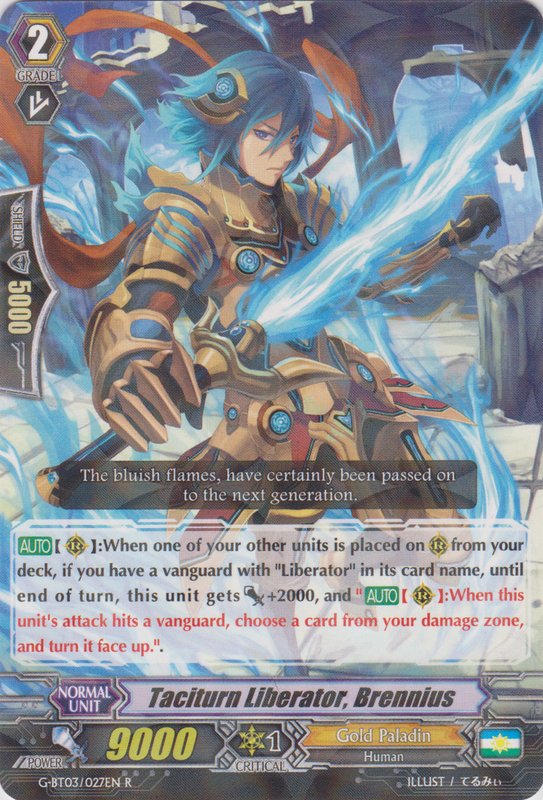 2
GRADE
SHIELD
5000
The bluish flames, have certainly been passed on
to the next generation.
AUTO【 R 】:When one of your other units is placed on R from your
deck, if you have a vanguard with "Liberator" in its card name, until
end of turn, this unit gets +2000, and "AUTO【 R 】:When this
unit's attack hits a vanguard, choose a card from your damage zone,
and turn it face up.".
NORMAL
UNIT
Taciturn Liberator, Brennius
POWER
9000
1
CRITICAL
Gold Paladin
Human
G-BT03/027EN R
ILLUST / てるみぃ